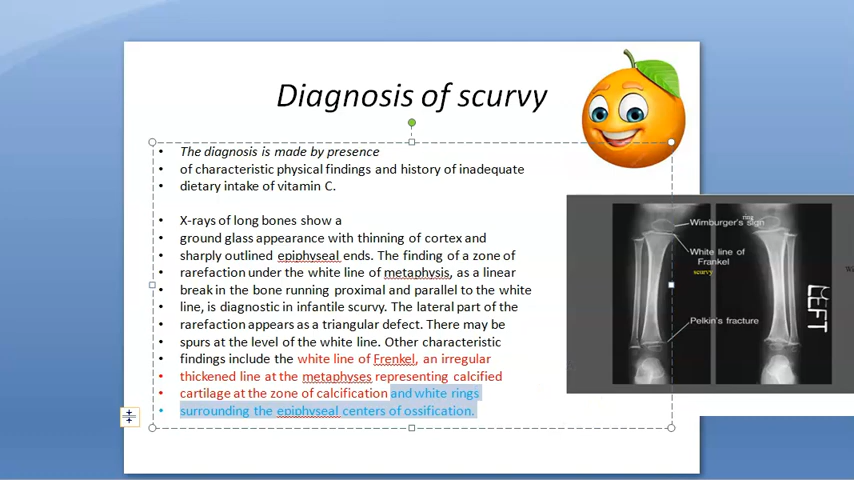 Diagnosis of scurvy
• The diagnosis is made by presence
• of characteristic physical findings and history of inadequate
• dietary intake of vitamin C.
• X-rays of long bones show a
• ground glass appearance with thinning of cortex and
• sharply outlined epiphyseal ends. The finding of a zone of
• rarefaction under the white line of metaphysis, as a linear
• break in the bone running proximal and parallel to the white
• line, is diagnostic in infantile scurvy. The lateral part of the
• rarefaction appears as a triangular defect. There may be
• spurs at the level of the white line. Other characteristic
• findings include the white line of Frenkel, an irregular
• thickened line at the metaphyses representing calcified
• cartilage at the zone of calcification and white rings
• surrounding the epiphyseal centers of ossification.
ring
Wimburger's sign
White line of
Frankel
scurvy
Pelkin's fracture
LEFT